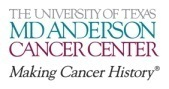 THE UNIVERSITY OF TEXAS
MD ANDERSON
CANCER CENTER
Making Cancer History®